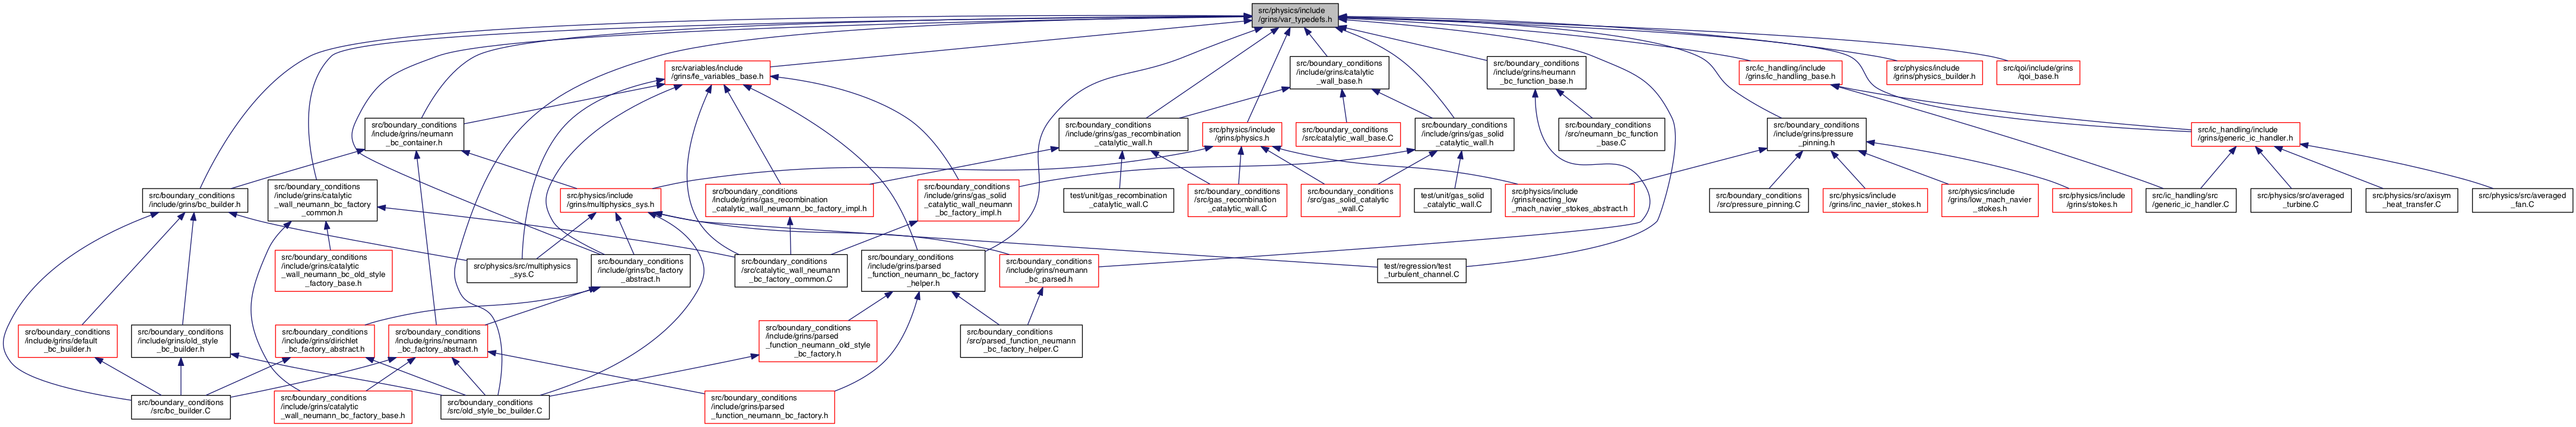 src/physics/include
/grins/var_typedefs.h
src/variables/include
/grins/fe_variables_base.h
src/boundary_conditions
/include/grins/catalytic
_wall_base.h
src/boundary_conditions
/include/grins/neumann
_bc_function_base.h
src/ic_handling/include
/grins/ic_handling_base.h
src/physics/include
/grins/physics_builder.h
src/qoi/include/grins
/qoi_base.h
src/boundary_conditions
/include/grins/neumann
_bc_container.h
src/boundary_conditions
/include/grins/gas_recombination
_catalytic_wall.h
src/physics/include
/grins/physics.h
src/boundary_conditions
/src/catalytic_wall_base.C
src/boundary_conditions
/include/grins/gas_solid
_catalytic_wall.h
src/boundary_conditions
/src/neumann_bc_function
_base.C
src/boundary_conditions
/include/grins/pressure
_pinning.h
src/ic_handling/include
/grins/generic_ic_handler.h
src/boundary_conditions
/include/grins/bc_builder.h
src/boundary_conditions
/include/grins/catalytic
_wall_neumann_bc_factory
_common.h
src/physics/include
/grins/multiphysics_sys.h
src/boundary_conditions
/include/grins/gas_recombination
_catalytic_wall_neumann_bc_factory_impl.h
src/boundary_conditions
/include/grins/gas_solid
_catalytic_wall_neumann
_bc_factory_impl.h
test/unit/gas_recombination
_catalytic_wall.C
src/boundary_conditions
/src/gas_recombination
_catalytic_wall.C
src/boundary_conditions
/src/gas_solid_catalytic
_wall.C
test/unit/gas_solid
_catalytic_wall.C
src/physics/include
/grins/reacting_low
_mach_navier_stokes_abstract.h
src/boundary_conditions
/src/pressure_pinning.C
src/physics/include
/grins/inc_navier_stokes.h
src/physics/include
/grins/low_mach_navier
_stokes.h
src/physics/include
/grins/stokes.h
src/ic_handling/src
/generic_ic_handler.C
src/physics/src/averaged
_turbine.C
src/physics/src/axisym
_heat_transfer.C
src/physics/src/averaged
_fan.C
src/boundary_conditions
/include/grins/catalytic
_wall_neumann_bc_old_style
_factory_base.h
src/physics/src/multiphysics
_sys.C
src/boundary_conditions
/include/grins/bc_factory
_abstract.h
src/boundary_conditions
/src/catalytic_wall_neumann
_bc_factory_common.C
src/boundary_conditions
/include/grins/parsed
_function_neumann_bc_factory
_helper.h
src/boundary_conditions
/include/grins/neumann
_bc_parsed.h
test/regression/test
_turbulent_channel.C
src/boundary_conditions
/include/grins/default
_bc_builder.h
src/boundary_conditions
/include/grins/old_style
_bc_builder.h
src/boundary_conditions
/include/grins/dirichlet
_bc_factory_abstract.h
src/boundary_conditions
/include/grins/neumann
_bc_factory_abstract.h
src/boundary_conditions
/include/grins/parsed
_function_neumann_old_style
_bc_factory.h
src/boundary_conditions
/src/parsed_function_neumann
_bc_factory_helper.C
src/boundary_conditions
/src/bc_builder.C
src/boundary_conditions
/include/grins/catalytic
_wall_neumann_bc_factory_base.h
src/boundary_conditions
/src/old_style_bc_builder.C
src/boundary_conditions
/include/grins/parsed
_function_neumann_bc_factory.h